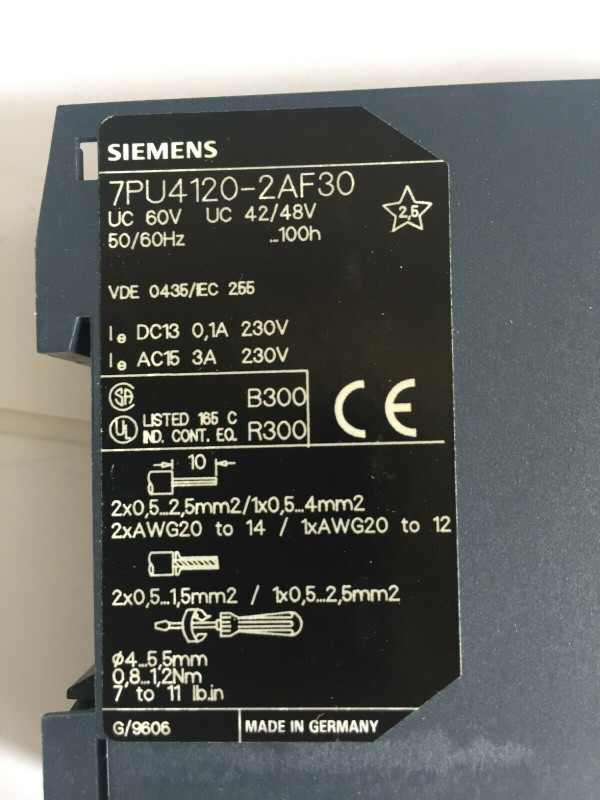 SIEMENS
7PU4120-2AF30
UC 60V UC 42/48V
50/60Hz ...100h
2,5
VDE 0435/IEC 255
Ie DC13 0,1A 230V
Ie AC15 3A 230V
SA B300
UL LISTED 165 C
IND. CONT. EQ. R300
CE
10
2x0,5...2,5mm2/1x0,5...4mm2
2xAWG20 to 14 / 1xAWG20 to 12
2x0,5...1,5mm2 / 1x0,5...2,5mm2
Ø4...5,5mm
0,8...1,2Nm
7 to 11 lb.in
G/9606 MADE IN GERMANY